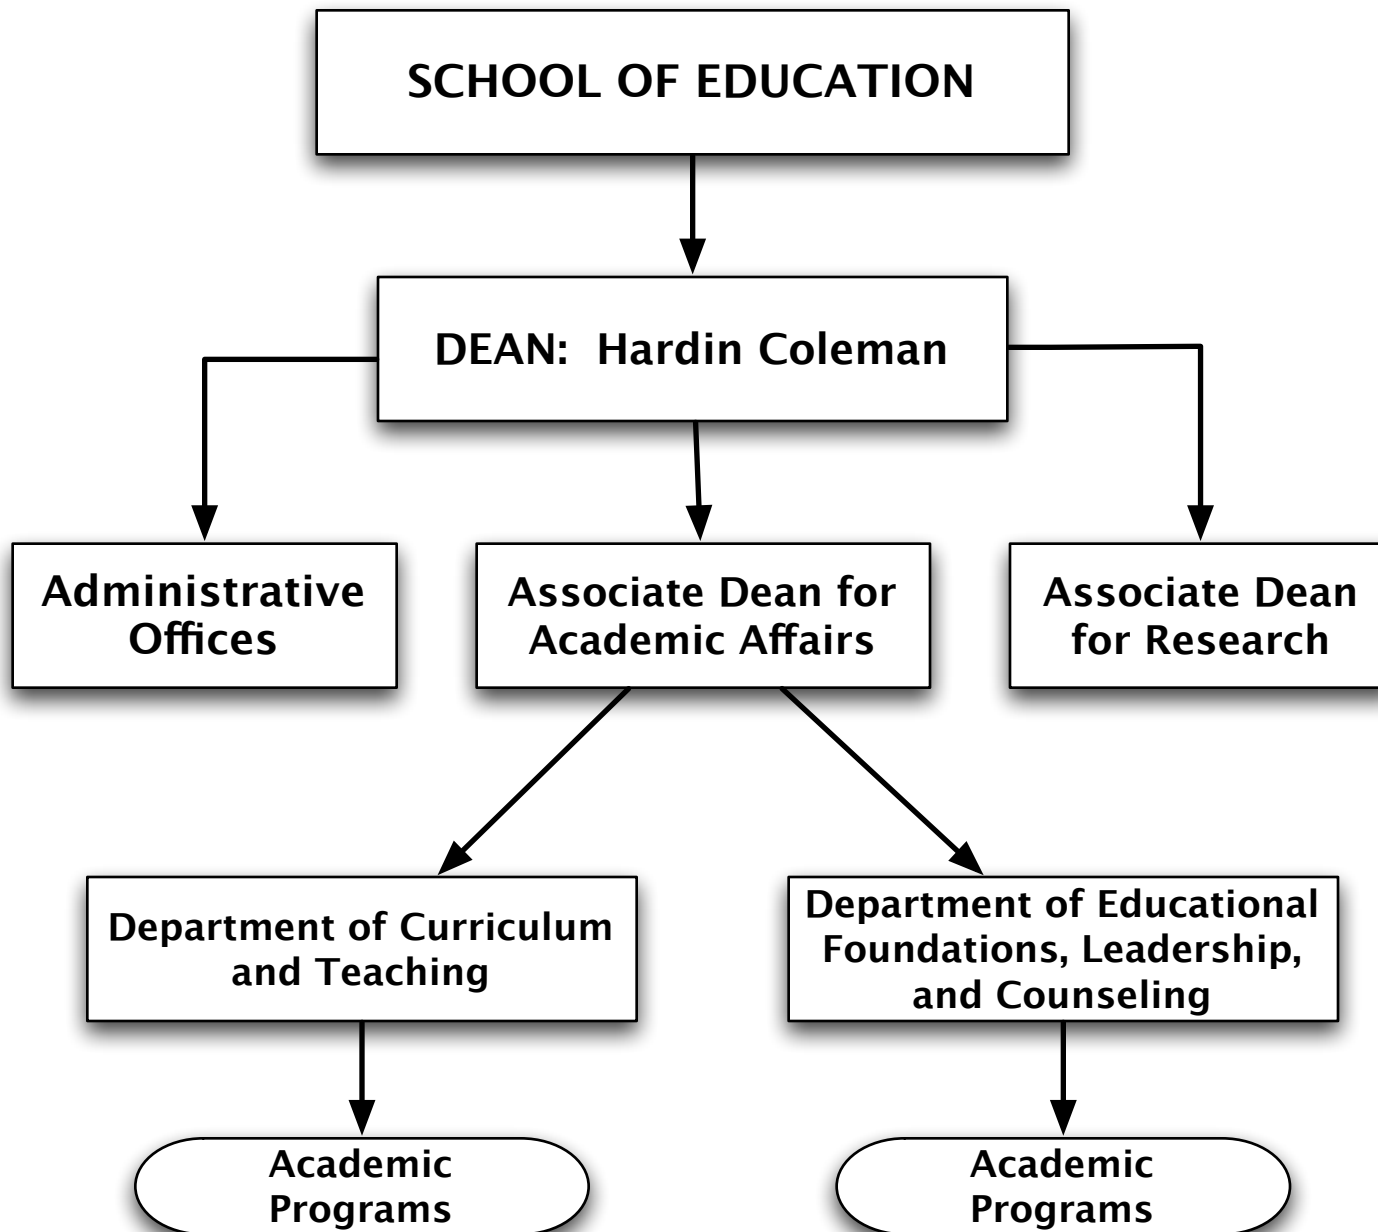 SCHOOL OF EDUCATION
DEAN:  Hardin Coleman
Administrative
Offices
Associate Dean for
Academic Affairs
Associate Dean
for Research
Department of Curriculum
and Teaching
Department of Educational
Foundations, Leadership,
and Counseling
Academic
Programs
Academic
Programs